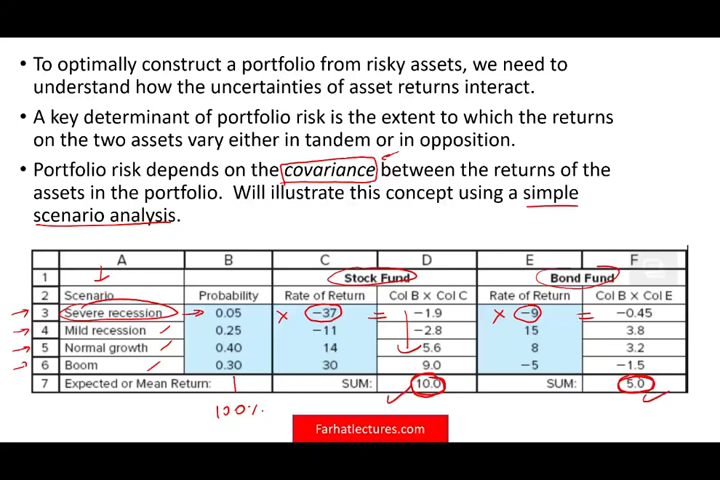 • To optimally construct a portfolio from risky assets, we need to
understand how the uncertainties of asset returns interact.
• A key determinant of portfolio risk is the extent to which the returns
on the two assets vary either in tandem or in opposition.
• Portfolio risk depends on the covariance between the returns of the
assets in the portfolio. Will illustrate this concept using a simple
scenario analysis.
A B C D E F
1 Stock Fund Bond Fund
2 Scenario Probability Rate of Return Col B × Col C Rate of Return Col B × Col E
3 Severe recession 0.05 × −37 = −1.9 × −9 = −0.45
4 Mild recession 0.25 −11 −2.8 15 3.8
5 Normal growth 0.40 14 5.6 8 3.2
6 Boom 0.30 30 9.0 −5 −1.5
7 Expected or Mean Return: SUM: 10.0 SUM: 5.0
100%
Farhatlectures.com